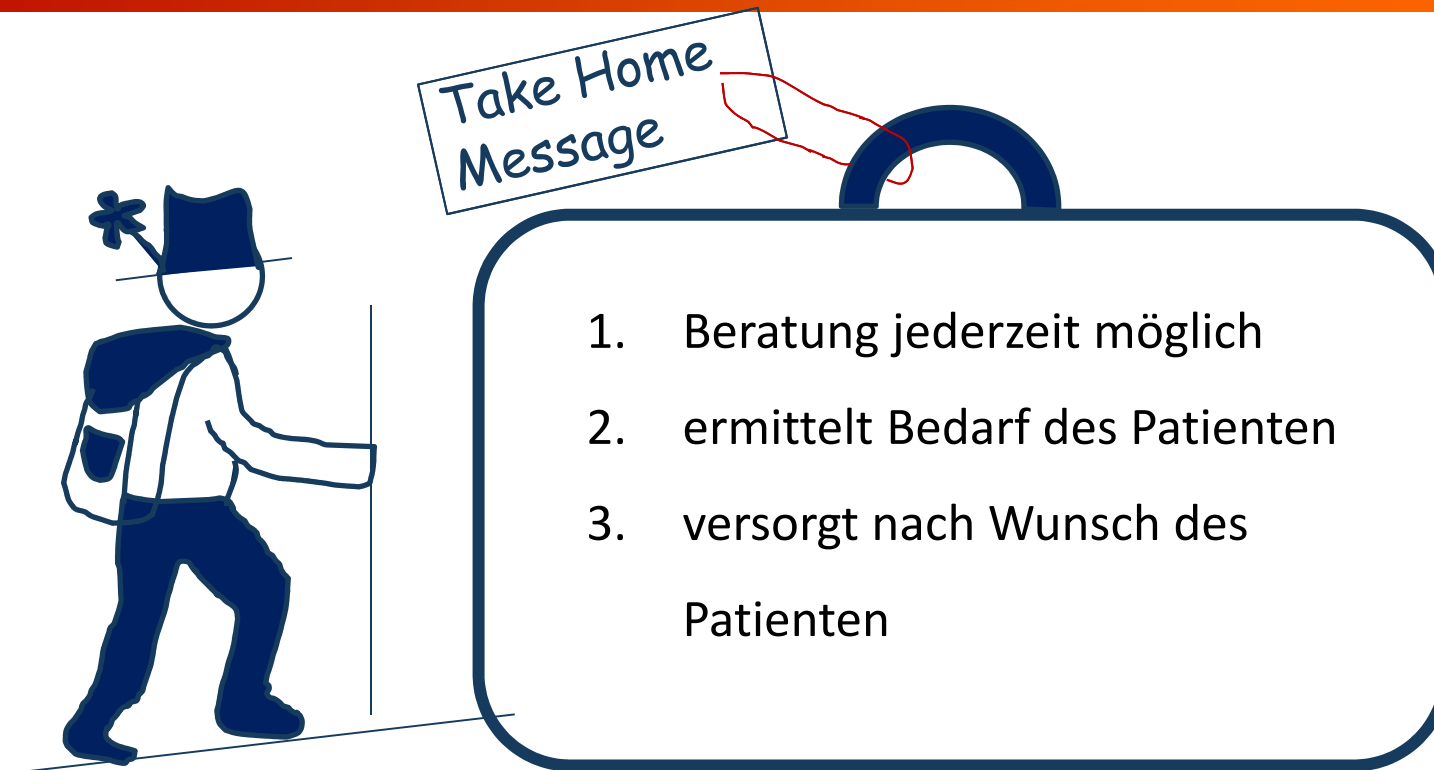 Take Home
Message
1. Beratung jederzeit möglich
2. ermittelt Bedarf des Patienten
3. versorgt nach Wunsch des
Patienten